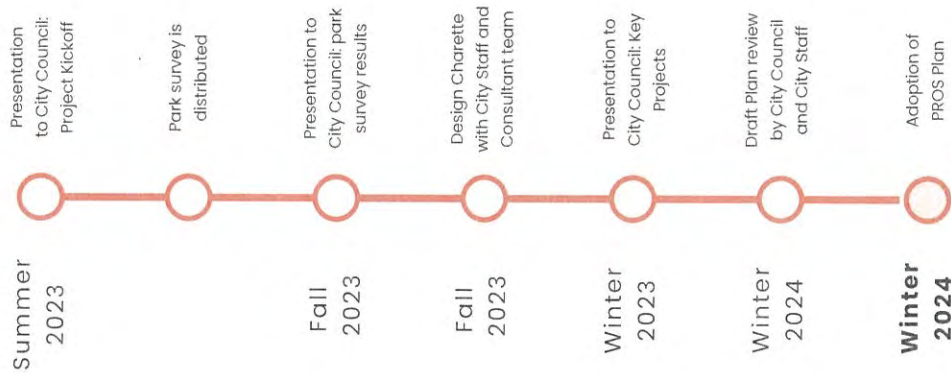 Summer
2023
Presentation
to City Council:
Project Kickoff
Park survey is
distributed
Fall
2023
Presentation to
City Council: park
survey results
Fall
2023
Design Charette
with City Staff and
Consultant team
Winter
2023
Presentation to
City Council: Key
Projects
Winter
2024
Draft Plan review
by City Council
and City Staff
Winter
2024
Adoption of
PROS Plan